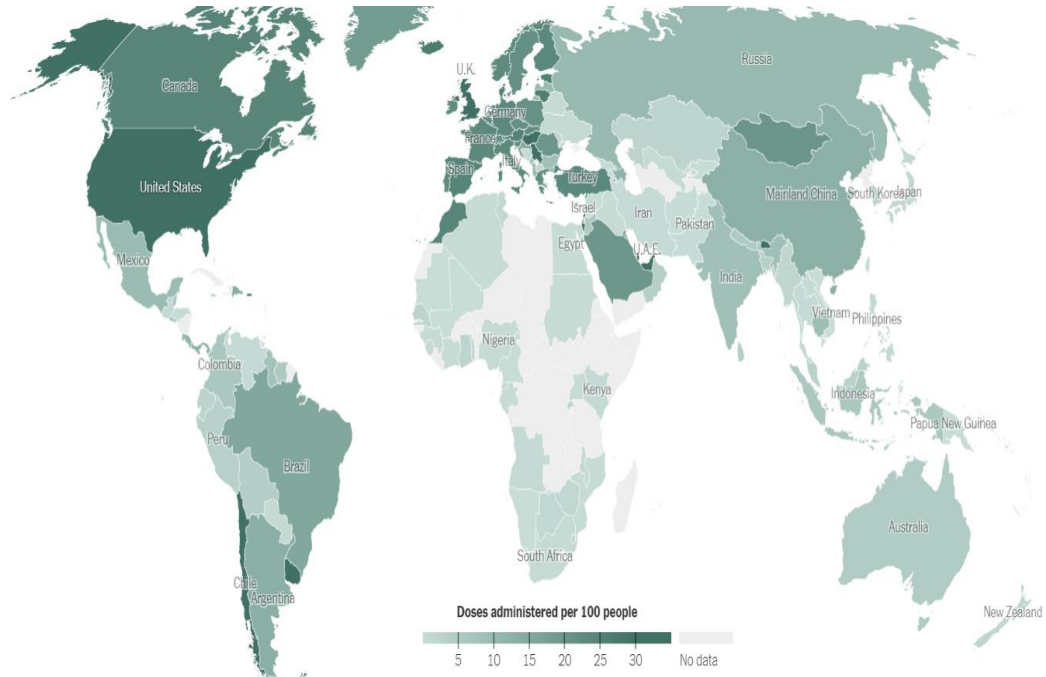 Canada
United States
Mexico
Colombia
Peru
Brazil
Chile
Argentina
U.K.
Germany
France
Spain
Italy
Turkey
Israel
Egypt
U.A.E.
Iran
Pakistan
India
Russia
Mainland China
South Korea
Japan
Vietnam
Philippines
Indonesia
Papua New Guinea
Australia
New Zealand
Nigeria
Kenya
South Africa
Doses administered per 100 people
5 10 15 20 25 30 No data